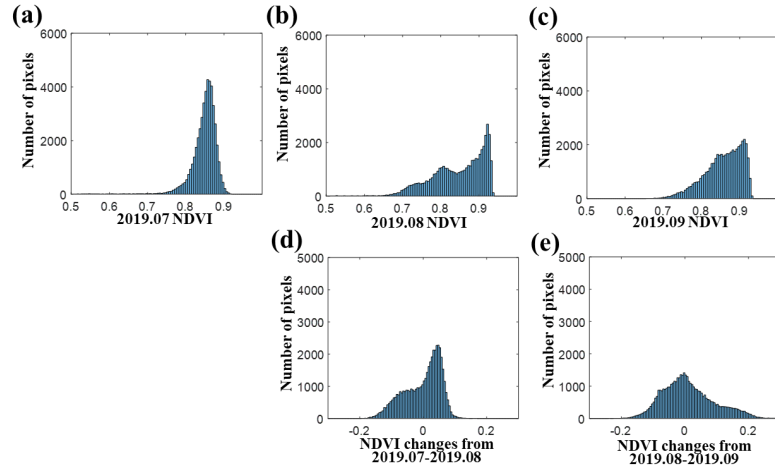 (a)
(b)
(c)
6000
4000
2000
0
Number of pixels
0.5 0.6 0.7 0.8 0.9
2019.07 NDVI
6000
4000
2000
0
Number of pixels
0.5 0.6 0.7 0.8 0.9
2019.08 NDVI
6000
4000
2000
0
Number of pixels
0.5 0.6 0.7 0.8 0.9
2019.09 NDVI
(d)
(e)
5000
4000
3000
2000
1000
0
Number of pixels
-0.2 0 0.2
NDVI changes from
2019.07-2019.08
5000
4000
3000
2000
1000
0
Number of pixels
-0.2 0 0.2
NDVI changes from
2019.08-2019.09